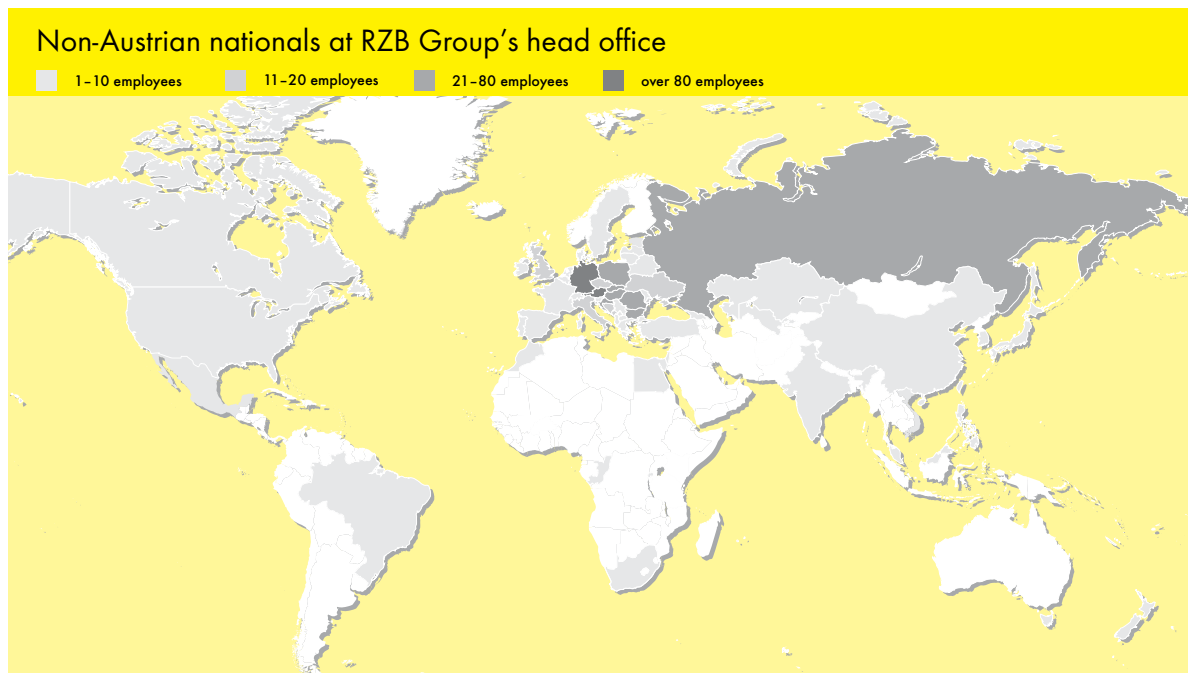 Non-Austrian nationals at RZB Group's head office
1–10 employees 11–20 employees 21–80 employees over 80 employees